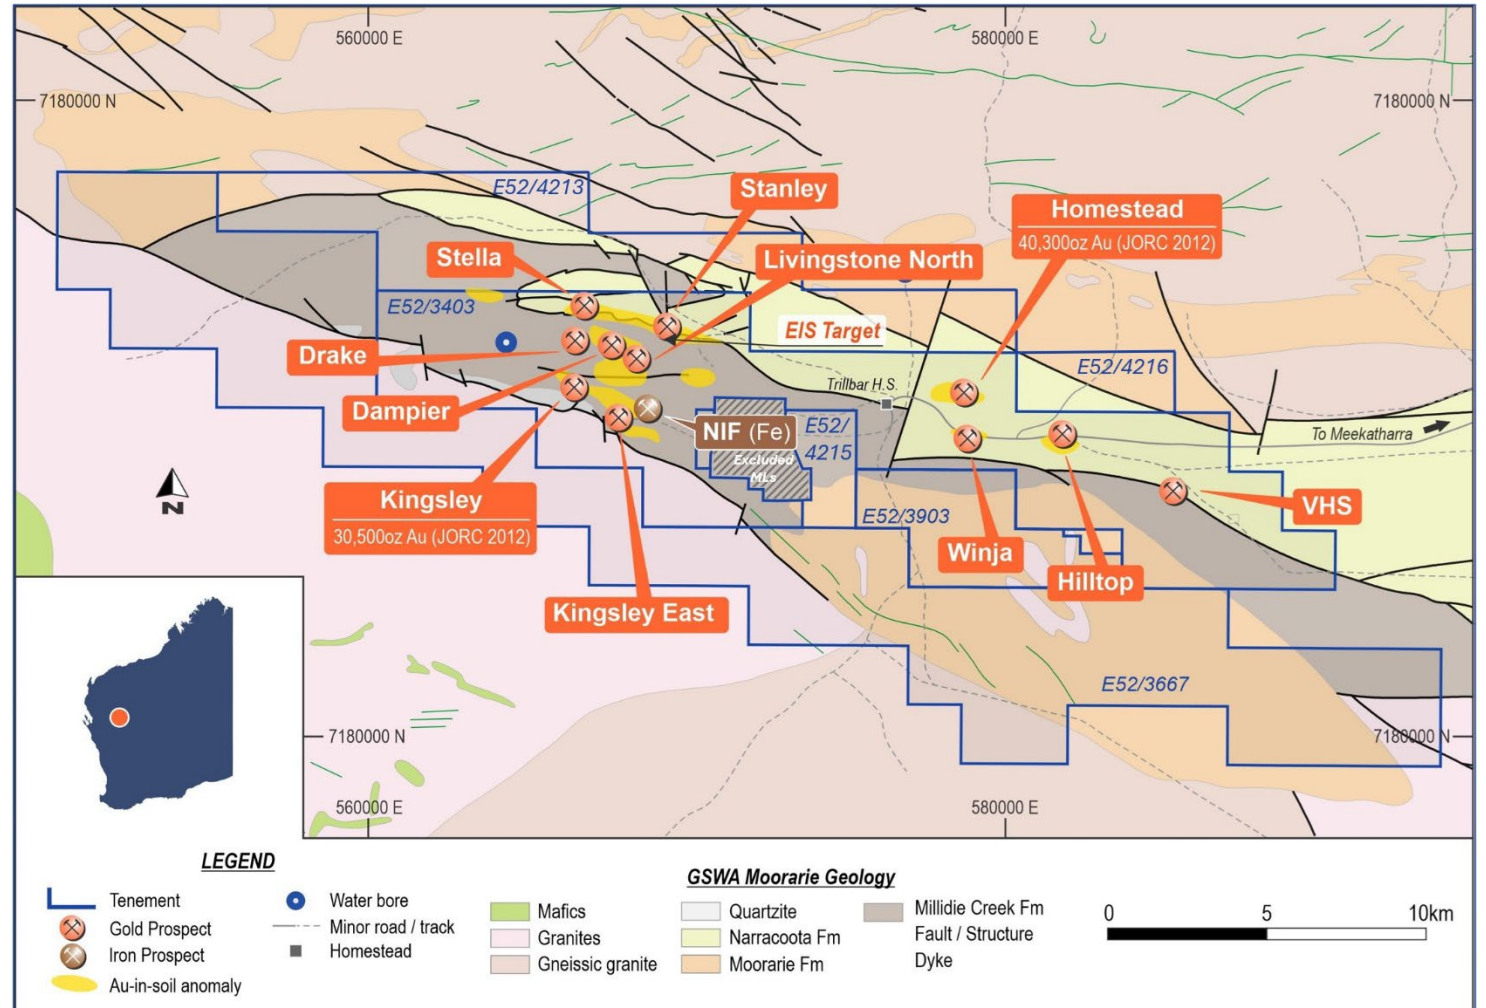 560000 E
580000 E
7180000 N
7180000 N
E52/4213
Stanley
Homestead
40,300oz Au (JORC 2012)
Stella
Livingstone North
E52/3403
EIS Target
Drake
E52/4216
Trillbar H.S.
Dampier
NIF (Fe)
E52/
4215
To Meekatharra
Excluded
MLs
Kingsley
30,500oz Au (JORC 2012)
N
E52/3903
VHS
Winja
Hilltop
Kingsley East
E52/3667
7180000 N
7180000 N
560000 E
580000 E
LEGEND
Tenement
Gold Prospect
Iron Prospect
Au-in-soil anomaly
Water bore
Minor road / track
Homestead
GSWA Moorarie Geology
Mafics
Granites
Gneissic granite
Quartzite
Narracoota Fm
Moorarie Fm
Millidie Creek Fm
Fault / Structure
Dyke
0 5 10km